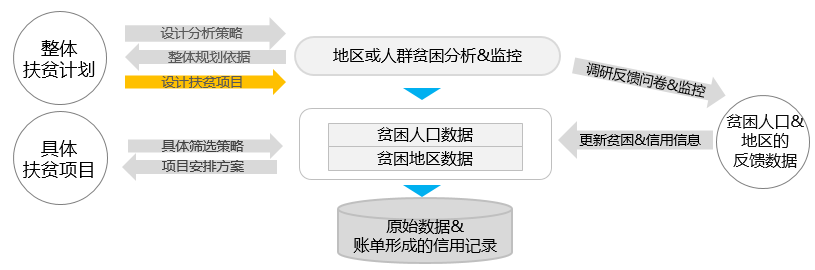 整体
扶贫计划
设计分析策略
整体规划依据
设计扶贫项目
地区或人群贫困分析&监控
调研反馈问卷&监控
具体
扶贫项目
具体筛选策略
项目安排方案
贫困人口数据
贫困地区数据
更新贫困&信用信息
贫困人口&
地区的
反馈数据
原始数据&
账单形成的信用记录